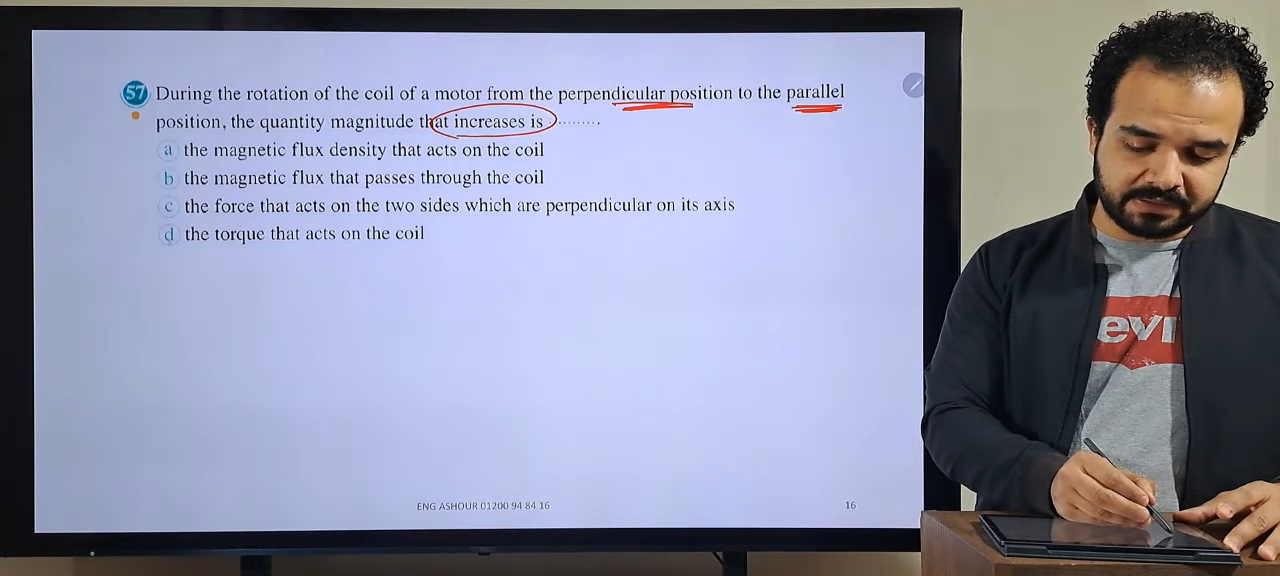 57 During the rotation of the coil of a motor from the perpendicular position to the parallel
position, the quantity magnitude that increases is ..........
a the magnetic flux density that acts on the coil
b the magnetic flux that passes through the coil
c the force that acts on the two sides which are perpendicular on its axis
d the torque that acts on the coil
ENG ASHOUR 01200 94 84 16
16